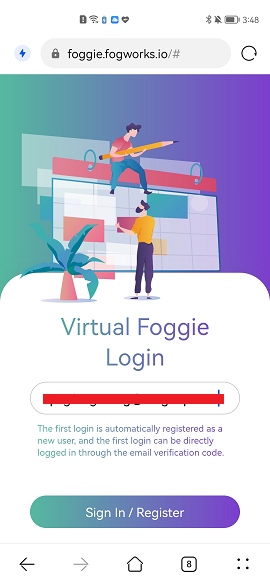 3:48
foggie.fogworks.io/#
Virtual Foggie
Login
The first login is automatically registered as a
new user, and the first login can be directly
logged in through the email verification code.
Sign In / Register
8